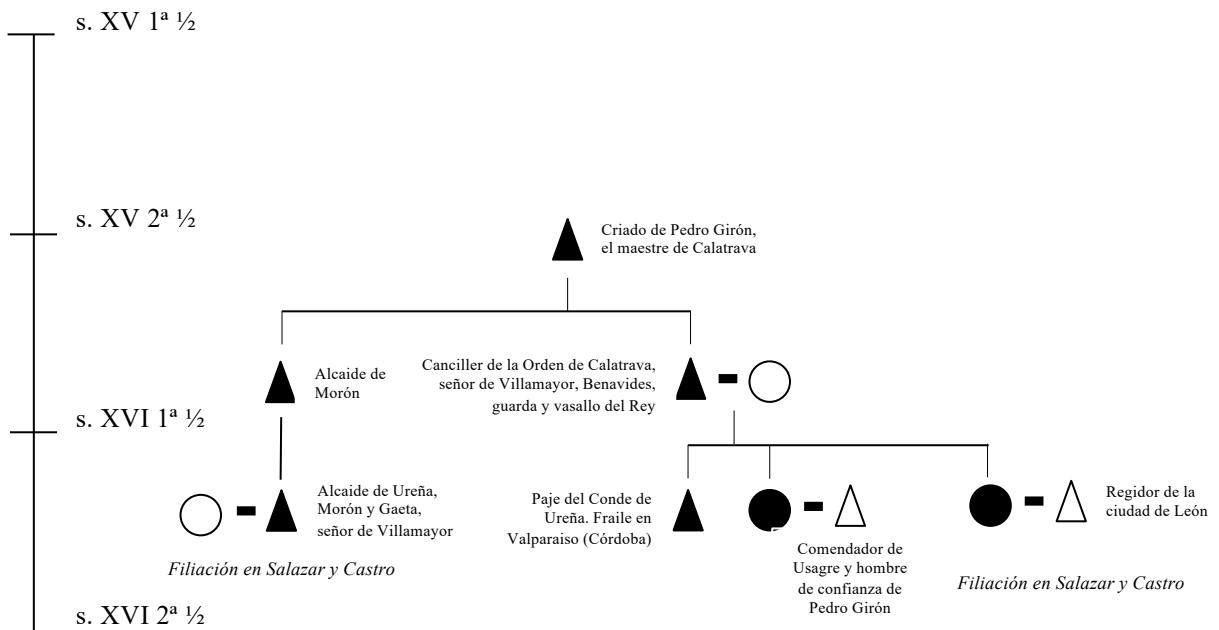 s. XV 1ª ½
s. XV 2ª ½
Criado de Pedro Girón,
el maestre de Calatrava
Alcaide de
Morón
Canciller de la Orden de Calatrava,
señor de Villamayor, Benavides,
guarda y vasallo del Rey
s. XVI 1ª ½
Alcaide de Ureña,
Morón y Gaeta,
señor de Villamayor
Filiación en Salazar y Castro
Paje del Conde de
Ureña. Fraile en
Valparaiso (Córdoba)
Comendador de
Usagre y hombre
de confianza de
Pedro Girón
Regidor de la
ciudad de León
Filiación en Salazar y Castro
s. XVI 2ª ½